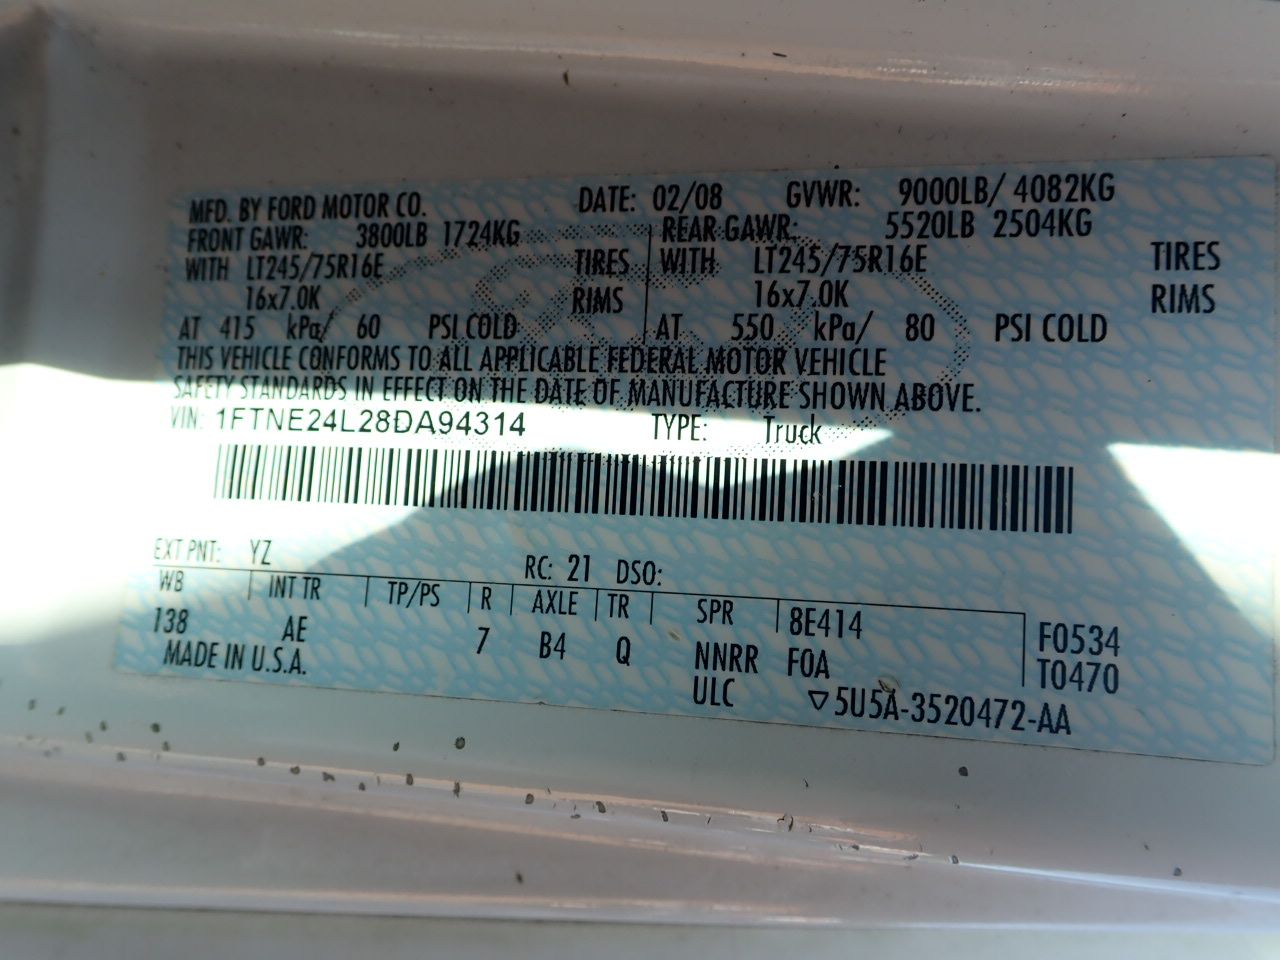 MFD. BY FORD MOTOR CO. DATE: 02/08 GVWR: 9000LB/ 4082KG
FRONT GAWR: 3800LB 1724KG REAR GAWR: 5520LB 2504KG
WITH LT245/75R16E TIRES WITH LT245/75R16E TIRES
16x7.0K RIMS 16x7.0K RIMS
AT 415 kPa/ 60 PSI COLD AT 550 kPa/ 80 PSI COLD
THIS VEHICLE CONFORMS TO ALL APPLICABLE FEDERAL MOTOR VEHICLE
SAFETY STANDARDS IN EFFECT ON THE DATE OF MANUFACTURE SHOWN ABOVE.
VIN: 1FTNE24L28DA94314 TYPE: Truck
EXT PNT: YZ RC: 21 DSO:
WB INT TR TP/PS R AXLE TR SPR 8E414 F0534
138 AE 7 B4 Q NNRR F0A T0470
MADE IN U.S.A. ULC ▽5U5A-3520472-AA